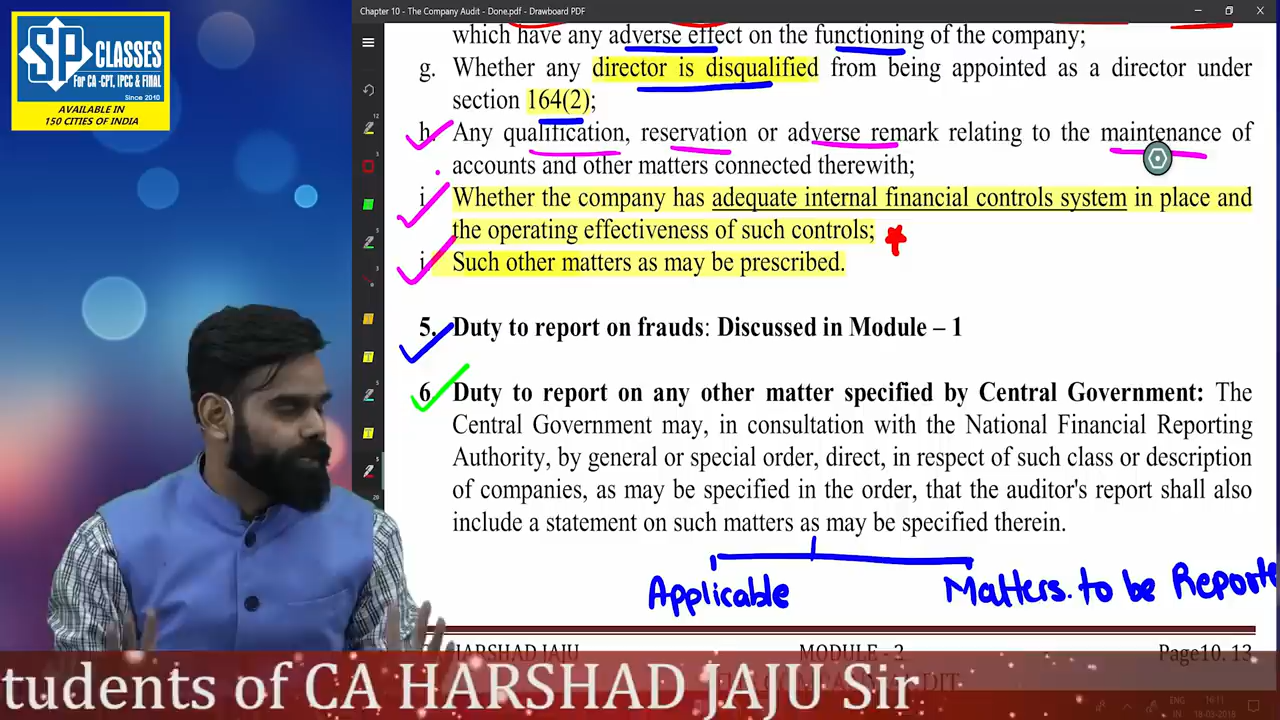 Chapter 10 - The Company Audit - Done.pdf - Drawboard PDF
SP
CLASSES
For CA -CPT, IPCC & FINAL
Since 2010
AVAILABLE IN
150 CITIES OF INDIA
which have any adverse effect on the functioning of the company;
g. Whether any director is disqualified from being appointed as a director under
section 164(2);
h. Any qualification, reservation or adverse remark relating to the maintenance of
accounts and other matters connected therewith;
i. Whether the company has adequate internal financial controls system in place and
the operating effectiveness of such controls;
j. Such other matters as may be prescribed.
5. Duty to report on frauds: Discussed in Module – 1
6 Duty to report on any other matter specified by Central Government: The
Central Government may, in consultation with the National Financial Reporting
Authority, by general or special order, direct, in respect of such class or description
of companies, as may be specified in the order, that the auditor's report shall also
include a statement on such matters as may be specified therein.
Applicable Matters. to be Reporte
HARSHAD JAJU MODULE - 2 Page10. 13
tudents of CA HARSHAD JAJU Sir
ENG
IN
16:11
18-03-2018